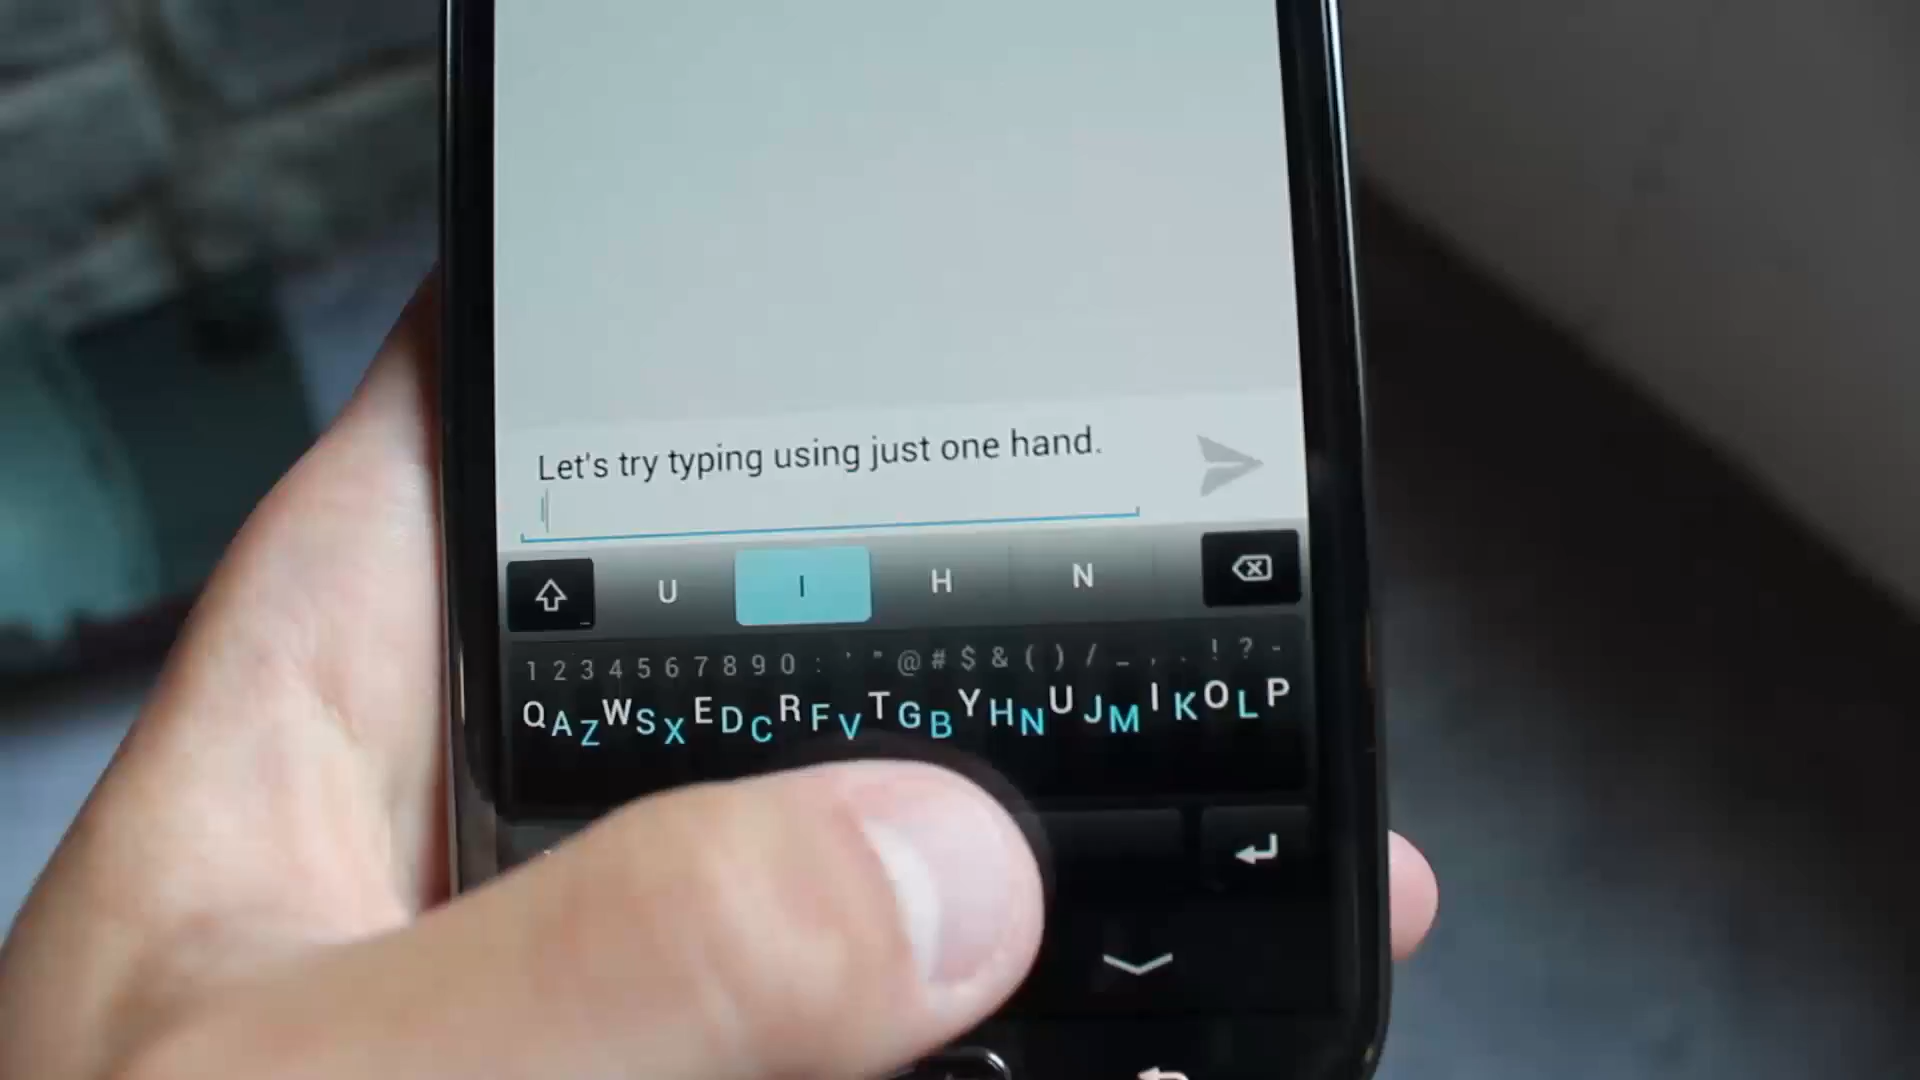 Let's try typing using just one hand.
I
U I H N
1 2 3 4 5 6 7 8 9 0 : ' " @ # $ & ( ) / _ , . ! ? -
Q A Z W S X E D C R F V T G B Y H N U J M I K O L P